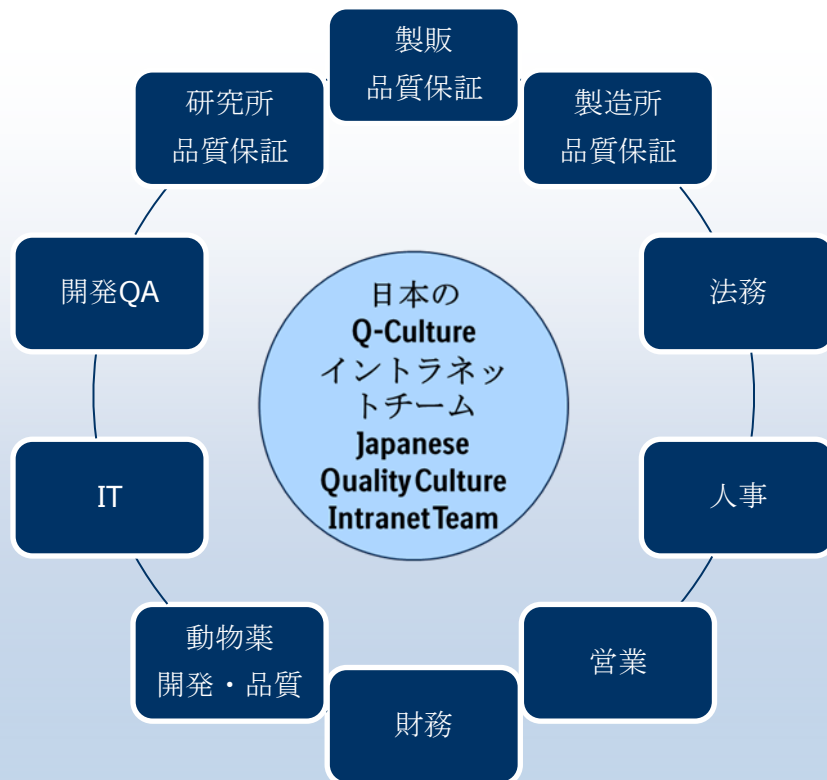 製販
品質保証
製造所
品質保証
法務
人事
営業
財務
動物薬
開発・品質
IT
開発QA
研究所
品質保証
日本の
Q-Culture
イントラネッ
トチーム
Japanese
Quality Culture
Intranet Team